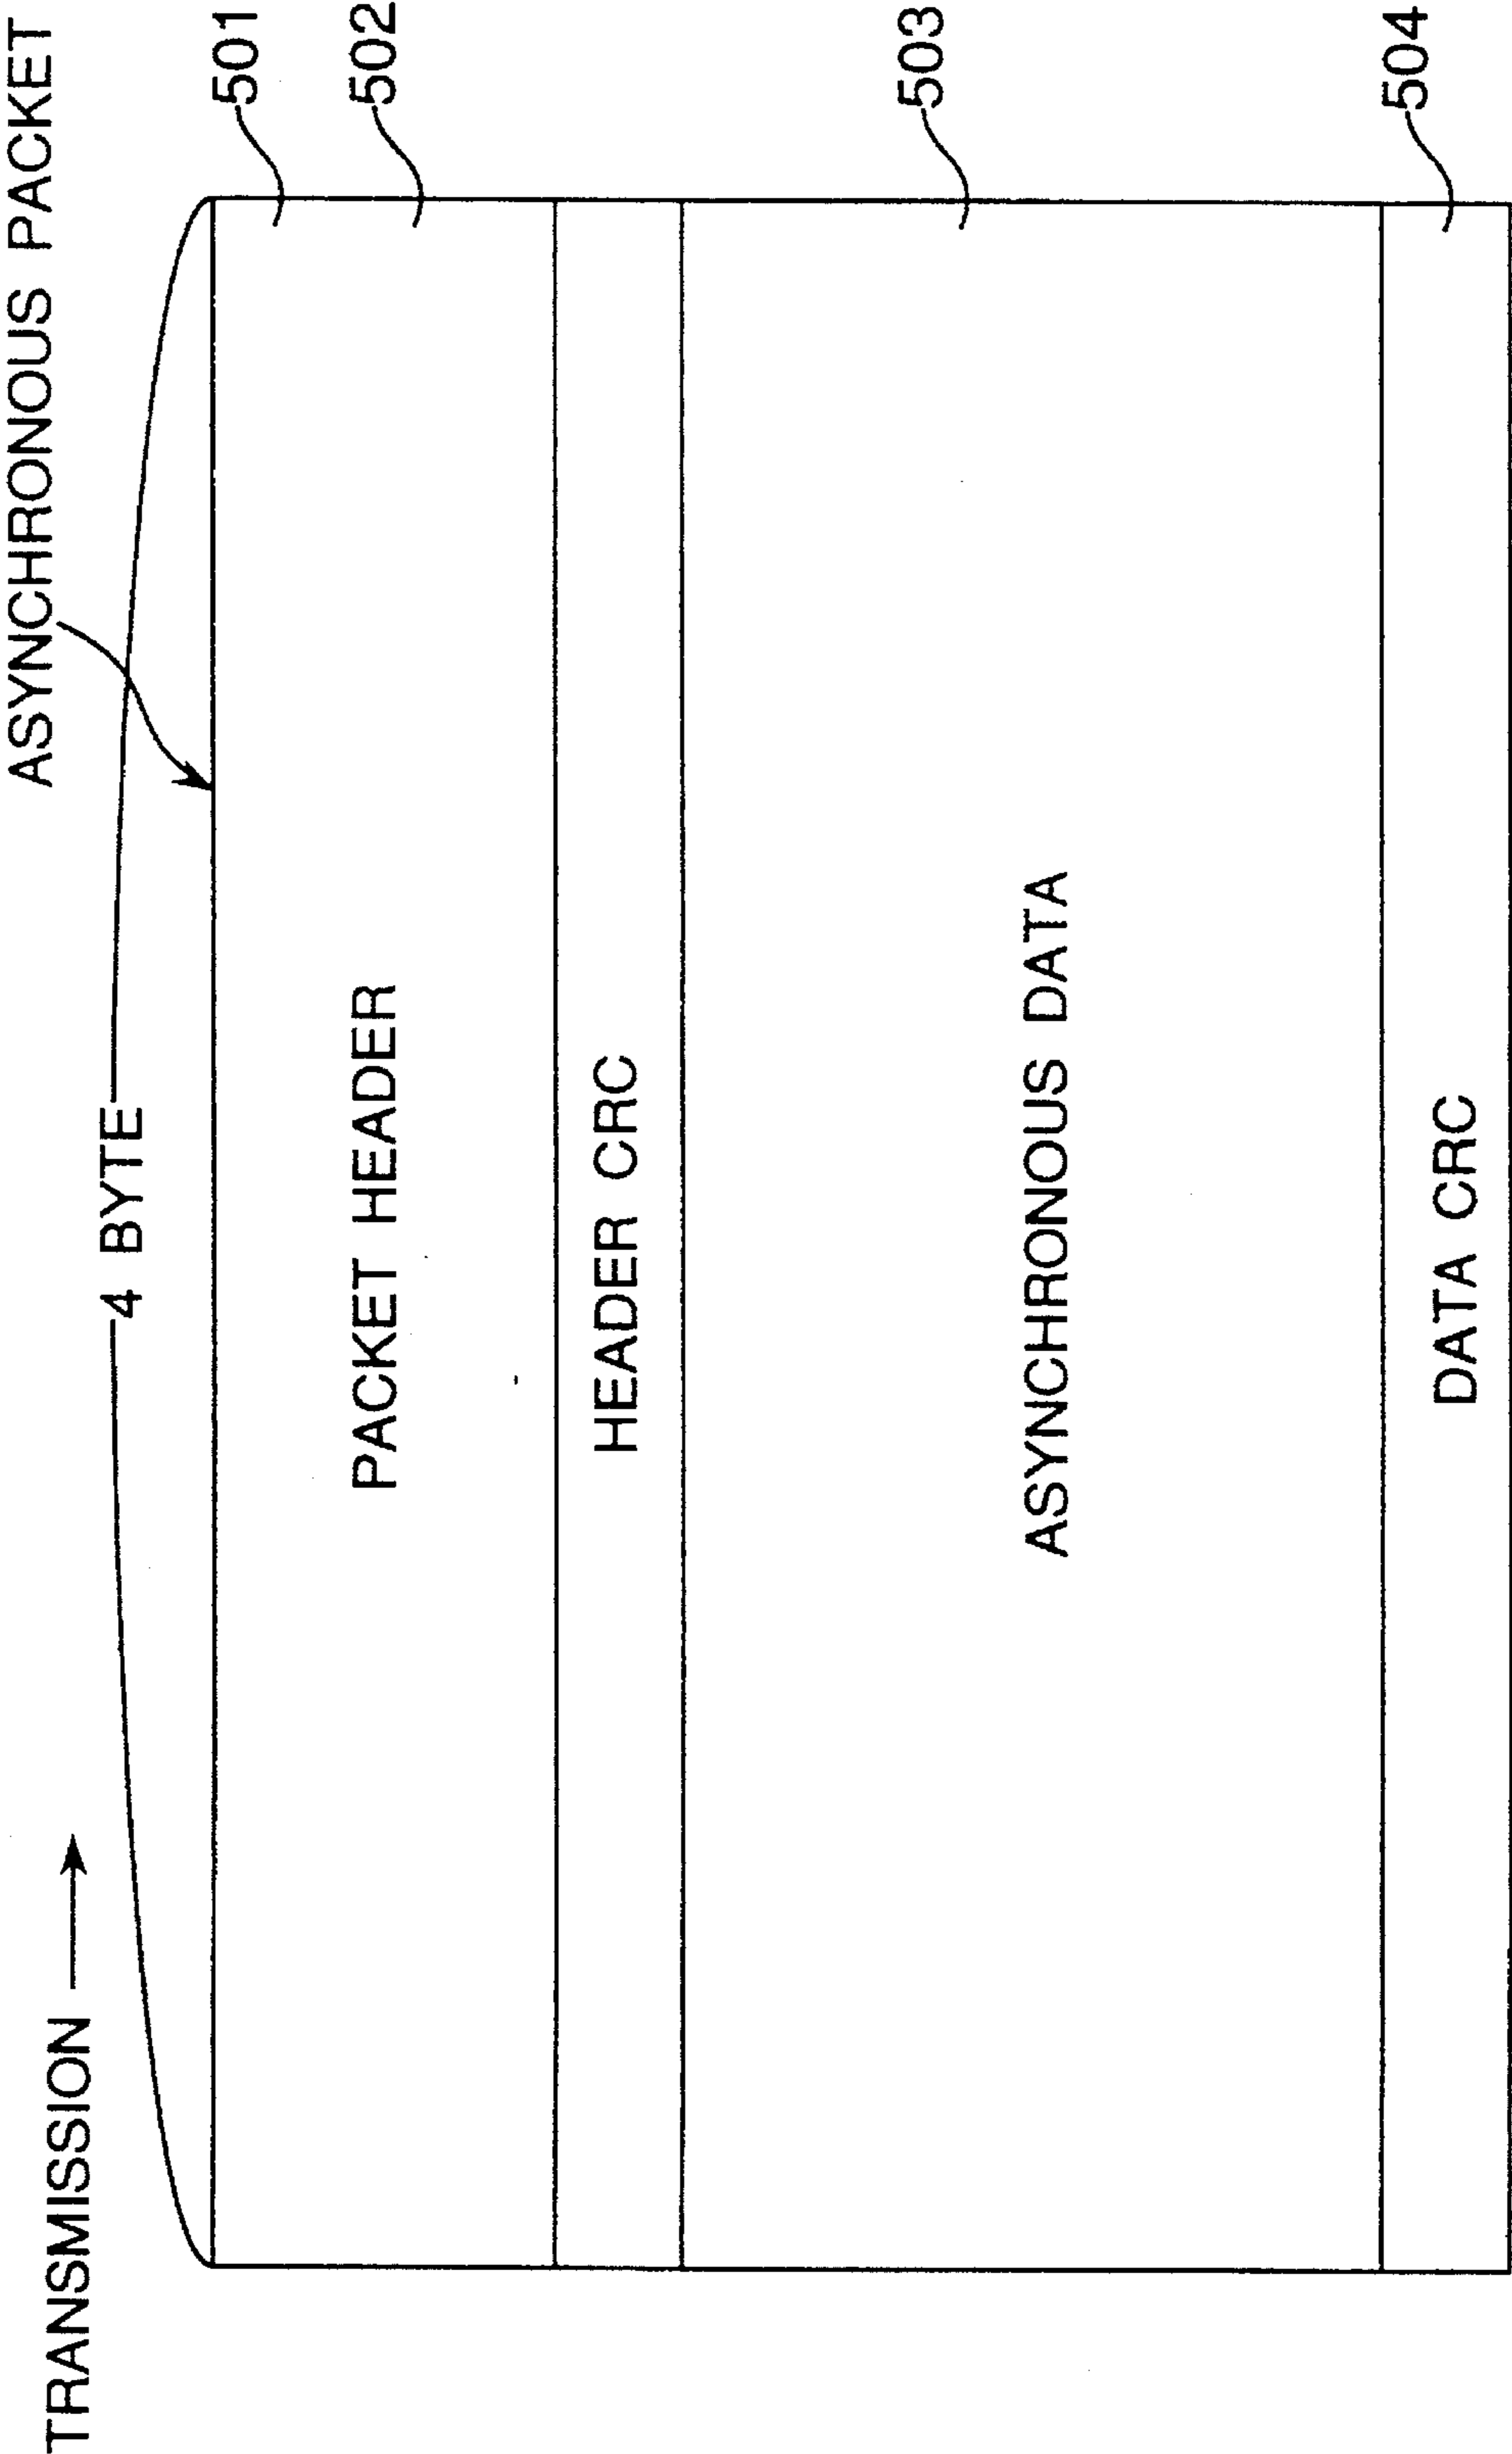 ASYNCHRONOUS PACKET
TRANSMISSION
4 BYTE
501
PACKET HEADER
502
HEADER CRC
ASYNCHRONOUS DATA
503
DATA CRC
504